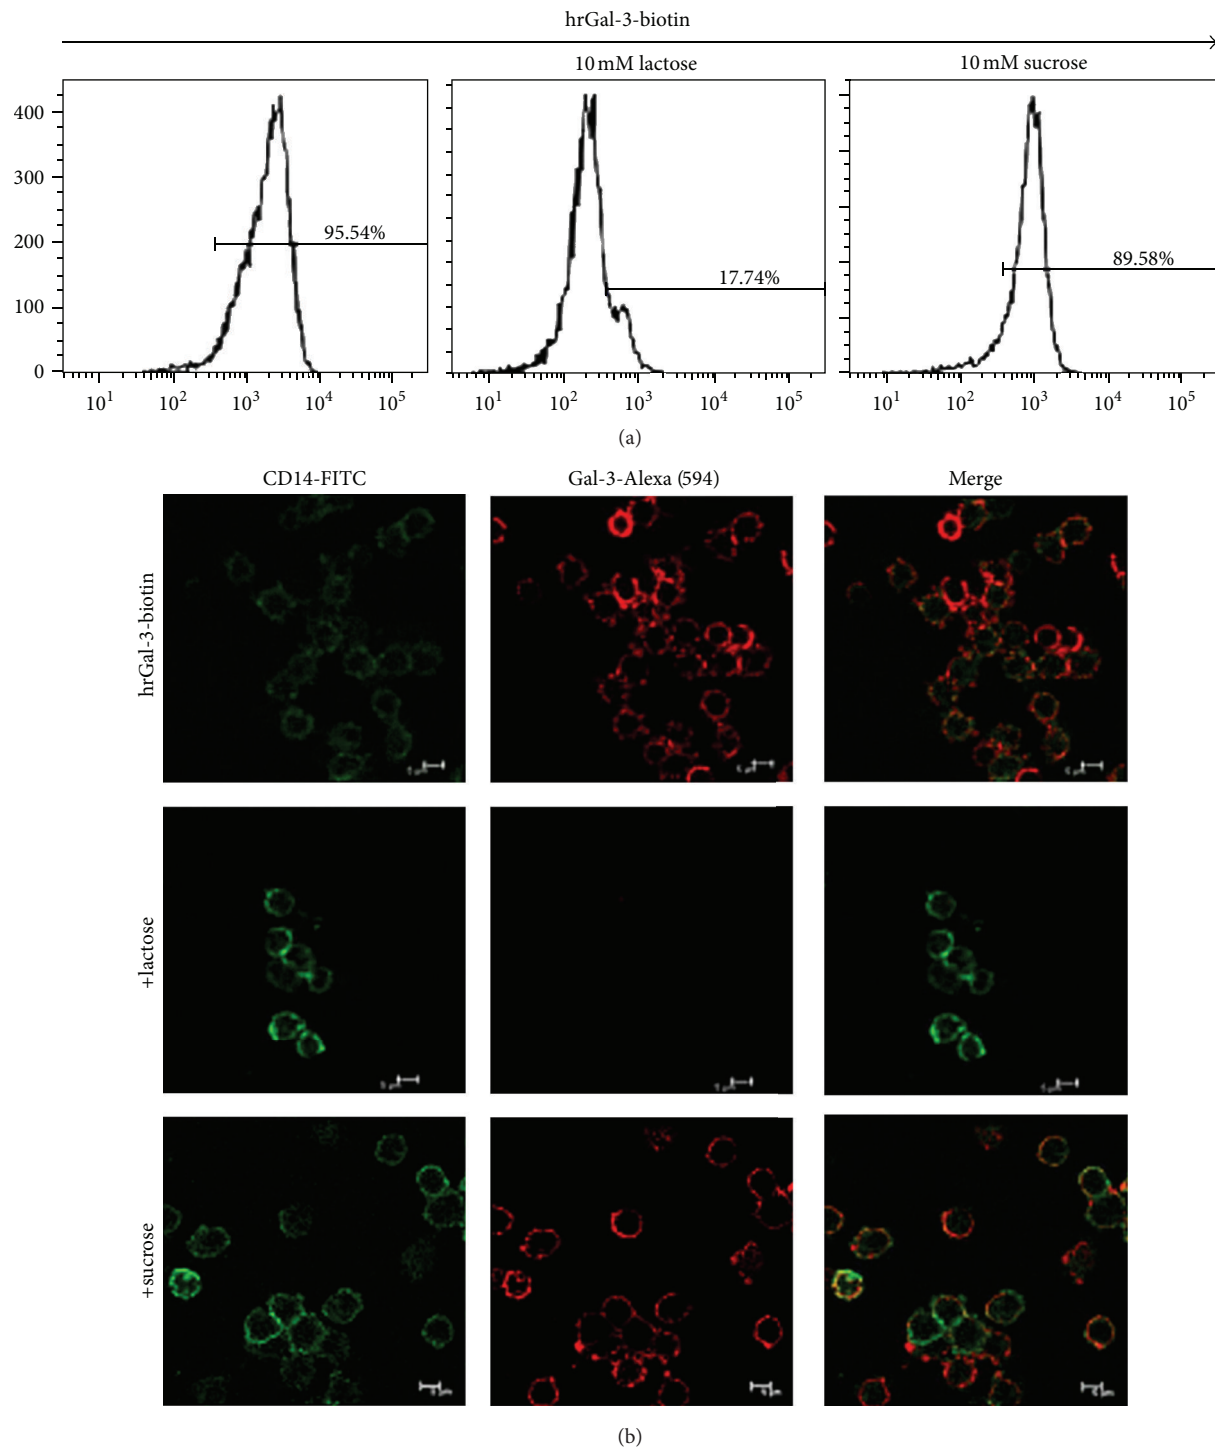 hrGal-3-biotin
10 mM lactose
10 mM sucrose
400
300
200
100
0
95.54%
17.74%
89.58%
10¹ 10² 10³ 10⁴ 10⁵
10¹ 10² 10³ 10⁴ 10⁵
10¹ 10² 10³ 10⁴ 10⁵
(a)
CD14-FITC
Gal-3-Alexa (594)
Merge
hrGal-3-biotin
+lactose
+sucrose
(b)